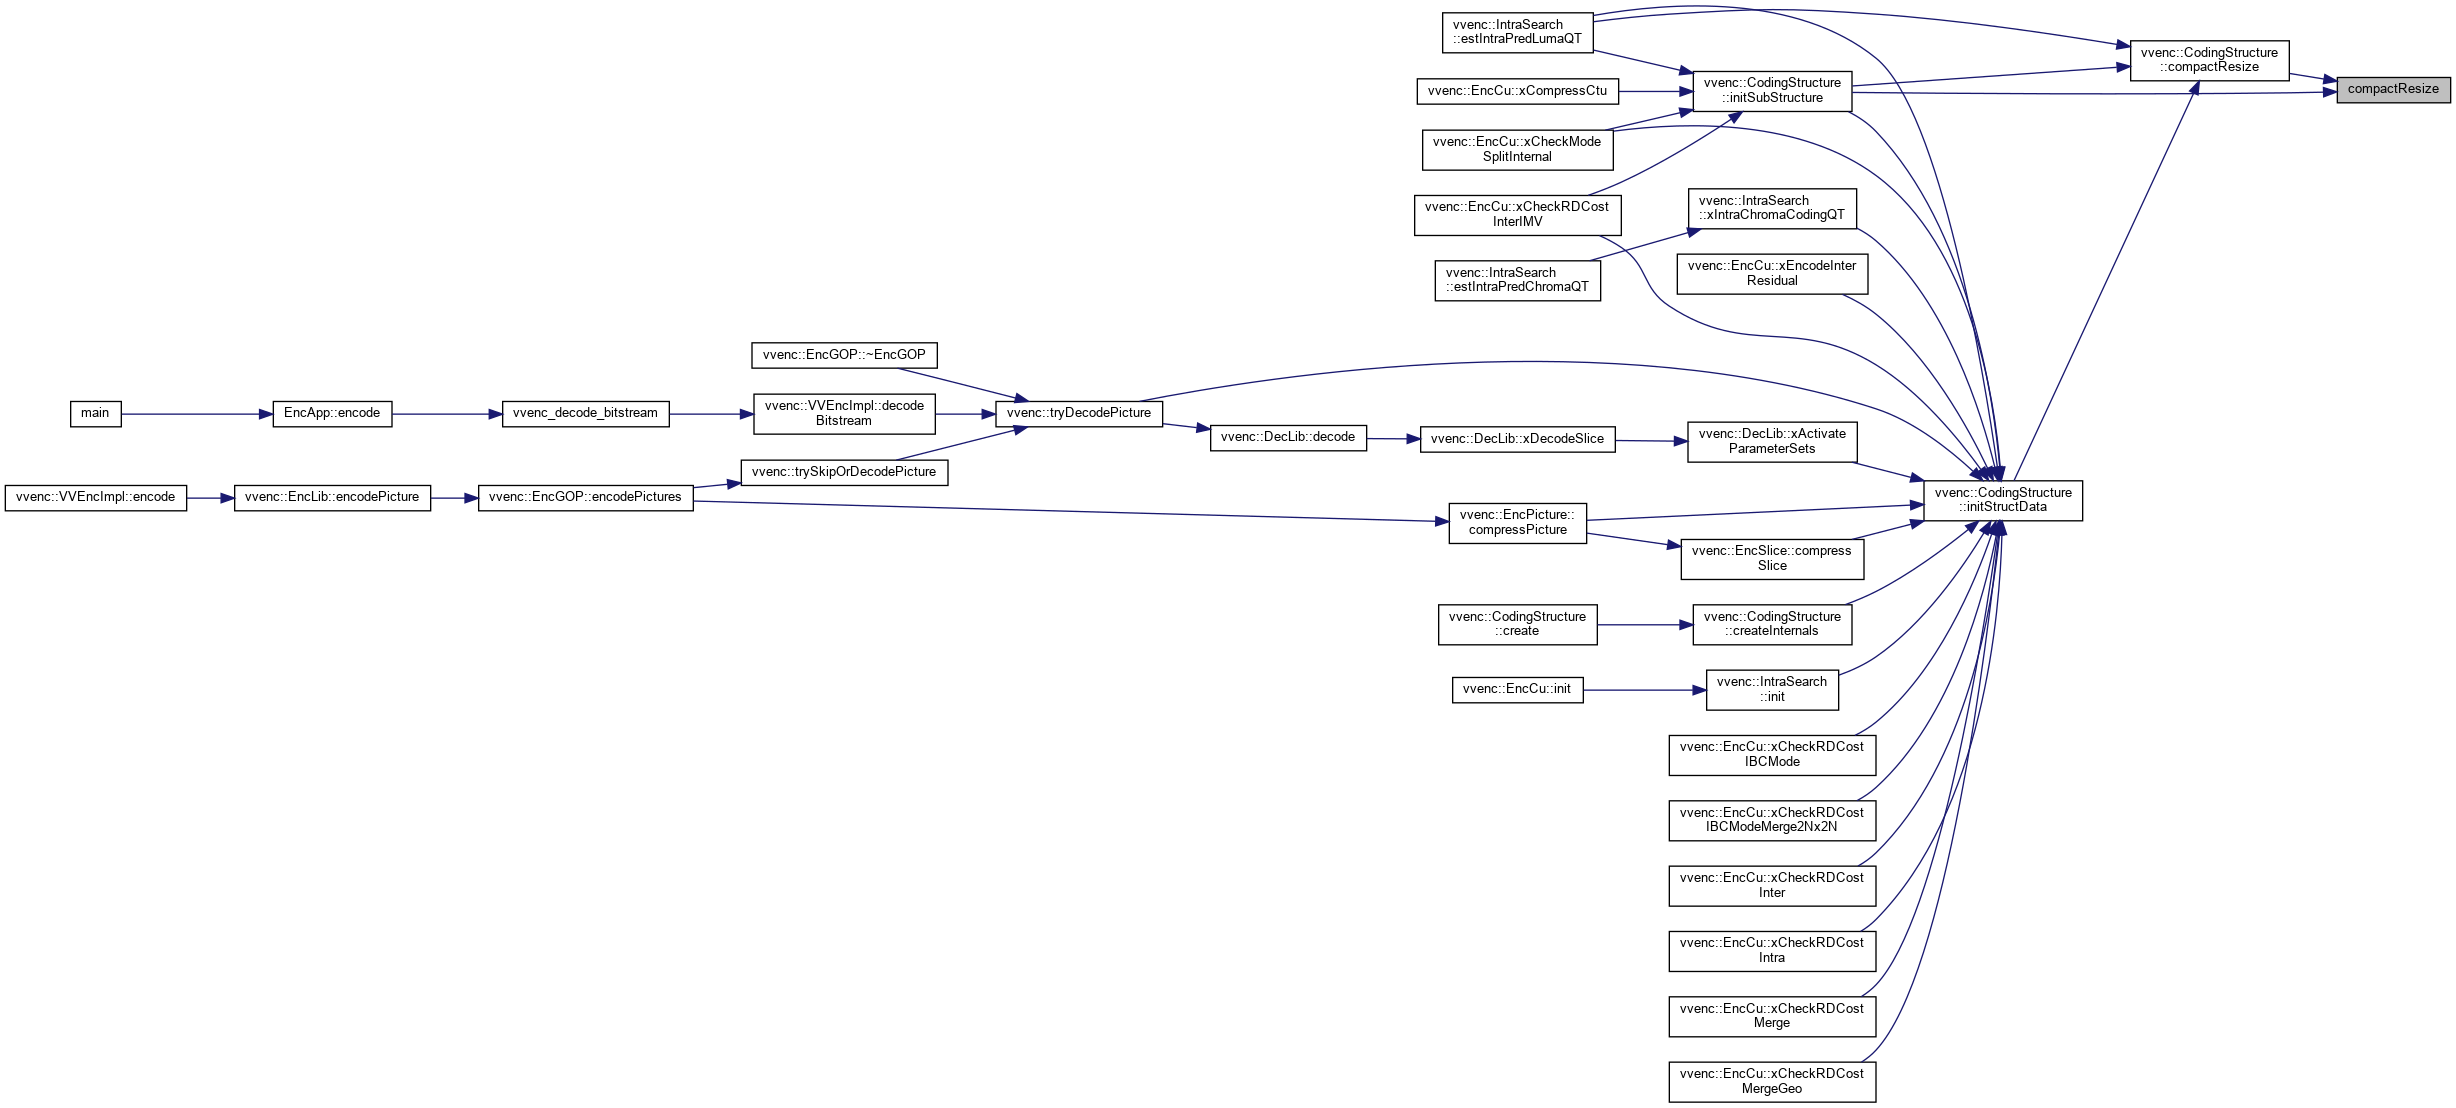 vvenc::IntraSearch
::estIntraPredLumaQT
vvenc::CodingStructure
::compactResize
compactResize
vvenc::EncCu::xCompressCtu
vvenc::CodingStructure
::initSubStructure
vvenc::EncCu::xCheckMode
SplitInternal
vvenc::EncCu::xCheckRDCost
InterIMV
vvenc::IntraSearch
::xIntraChromaCodingQT
vvenc::IntraSearch
::estIntraPredChromaQT
vvenc::EncCu::xEncodeInter
Residual
vvenc::EncGOP::~EncGOP
main
EncApp::encode
vvenc_decode_bitstream
vvenc::VVEncImpl::decode
Bitstream
vvenc::tryDecodePicture
vvenc::DecLib::decode
vvenc::DecLib::xDecodeSlice
vvenc::DecLib::xActivate
ParameterSets
vvenc::trySkipOrDecodePicture
vvenc::VVEncImpl::encode
vvenc::EncLib::encodePicture
vvenc::EncGOP::encodePictures
vvenc::EncPicture::
compressPicture
vvenc::CodingStructure
::initStructData
vvenc::EncSlice::compress
Slice
vvenc::CodingStructure
::create
vvenc::CodingStructure
::createInternals
vvenc::EncCu::init
vvenc::IntraSearch
::init
vvenc::EncCu::xCheckRDCost
IBCMode
vvenc::EncCu::xCheckRDCost
IBCModeMerge2Nx2N
vvenc::EncCu::xCheckRDCost
Inter
vvenc::EncCu::xCheckRDCost
Intra
vvenc::EncCu::xCheckRDCost
Merge
vvenc::EncCu::xCheckRDCost
MergeGeo